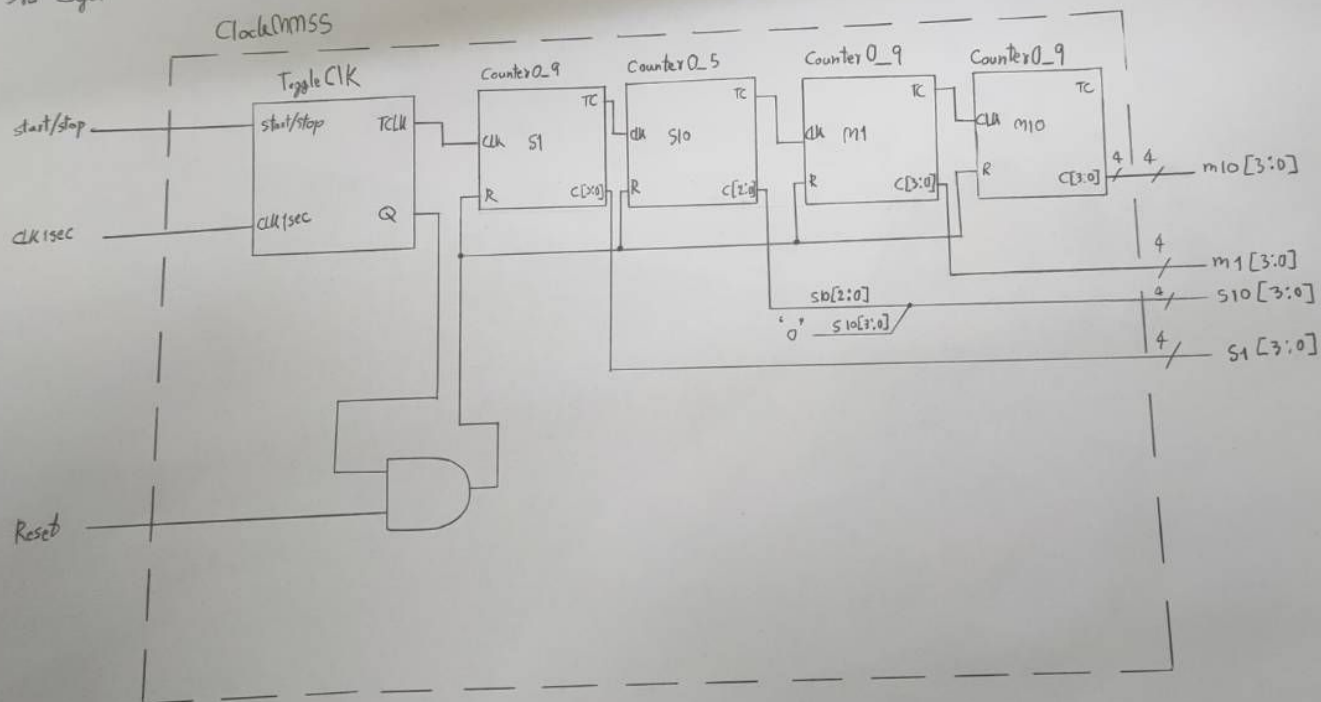 ClockMMSS
ToggleClK
Counter0_9
Counter0_5
Counter0_9
Counter0_9
start/stop
start/stop
TCLK
CLK
S1
TC
R
C[3:0]
Clk
S10
TC
R
C[2:0]
Clk
M1
TC
R
C[3:0]
CLK
M10
TC
R
C[3:0]
4
4
m10[3:0]
CLK1sec
CLK1sec
Q
4
m1[3:0]
S10[2:0]
4
S10[3:0]
'0'
S10[3:0]
4
S1[3:0]
Reset